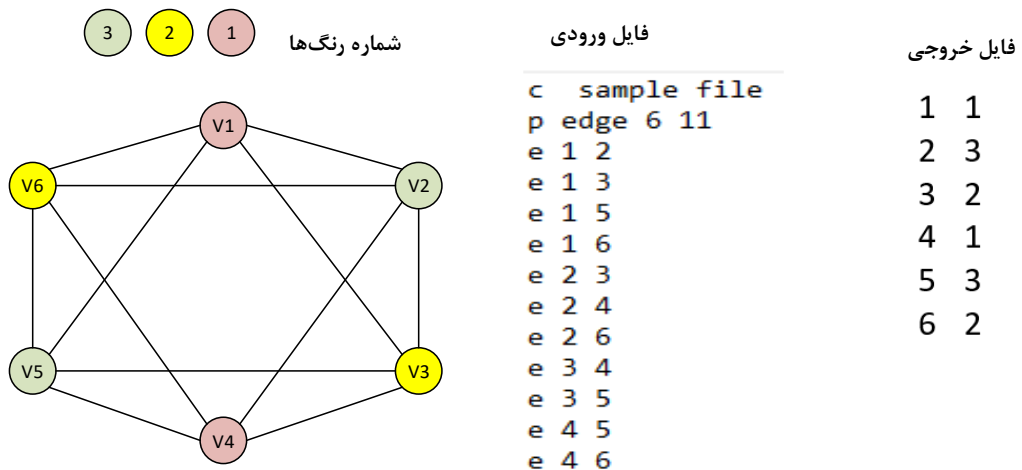 3 2 1 شماره رنگ‌ها
V1
V6
V2
V5
V3
V4
فایل ورودی
c sample file
p edge 6 11
e 1 2
e 1 3
e 1 5
e 1 6
e 2 3
e 2 4
e 2 6
e 3 4
e 3 5
e 4 5
e 4 6
فایل خروجی
1 1
2 3
3 2
4 1
5 3
6 2